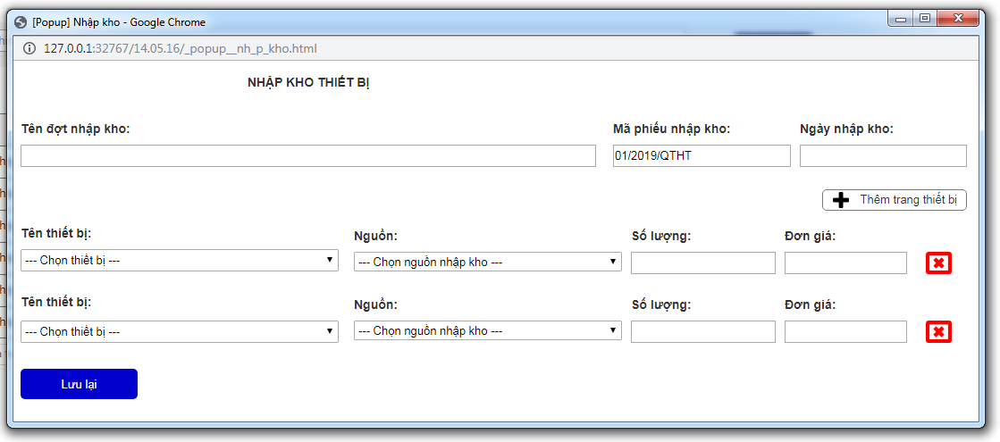 [Popup] Nhập kho - Google Chrome
127.0.0.1:32767/14.05.16/_popup__nh_p_kho.html
NHẬP KHO THIẾT BỊ
Tên đợt nhập kho: Mã phiếu nhập kho: Ngày nhập kho:
01/2019/QTHT
Thêm trang thiết bị
Tên thiết bị: Nguồn: Số lượng: Đơn giá:
--- Chọn thiết bị --- --- Chọn nguồn nhập kho ---
Tên thiết bị: Nguồn: Số lượng: Đơn giá:
--- Chọn thiết bị --- --- Chọn nguồn nhập kho ---
Lưu lại